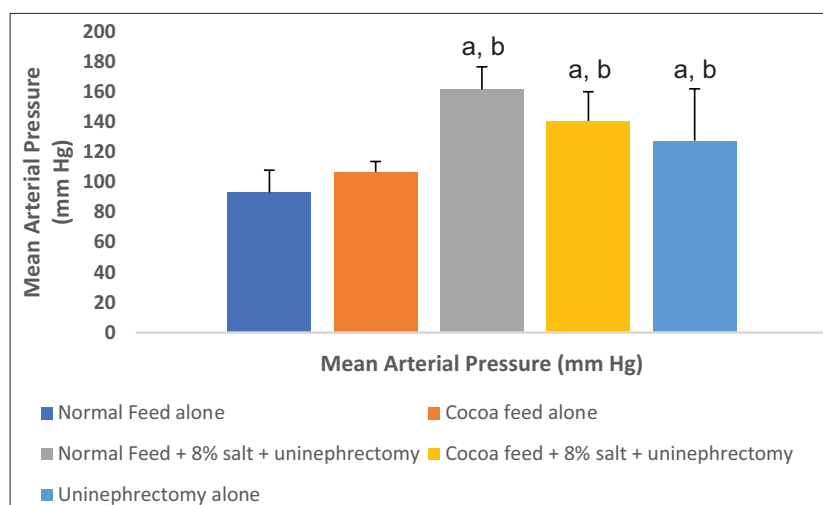 Mean Arterial Pressure
(mm Hg)
200
180
160
140
120
100
80
60
40
20
0
a, b
a, b
a, b
Mean Arterial Pressure (mm Hg)
Normal Feed alone
Cocoa feed alone
Normal Feed + 8% salt + uninephrectomy
Cocoa feed + 8% salt + uninephrectomy
Uninephrectomy alone